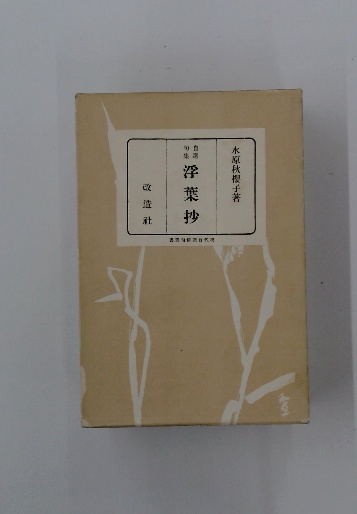 水原秋櫻子著
自選
句集
浮葉抄
改造社